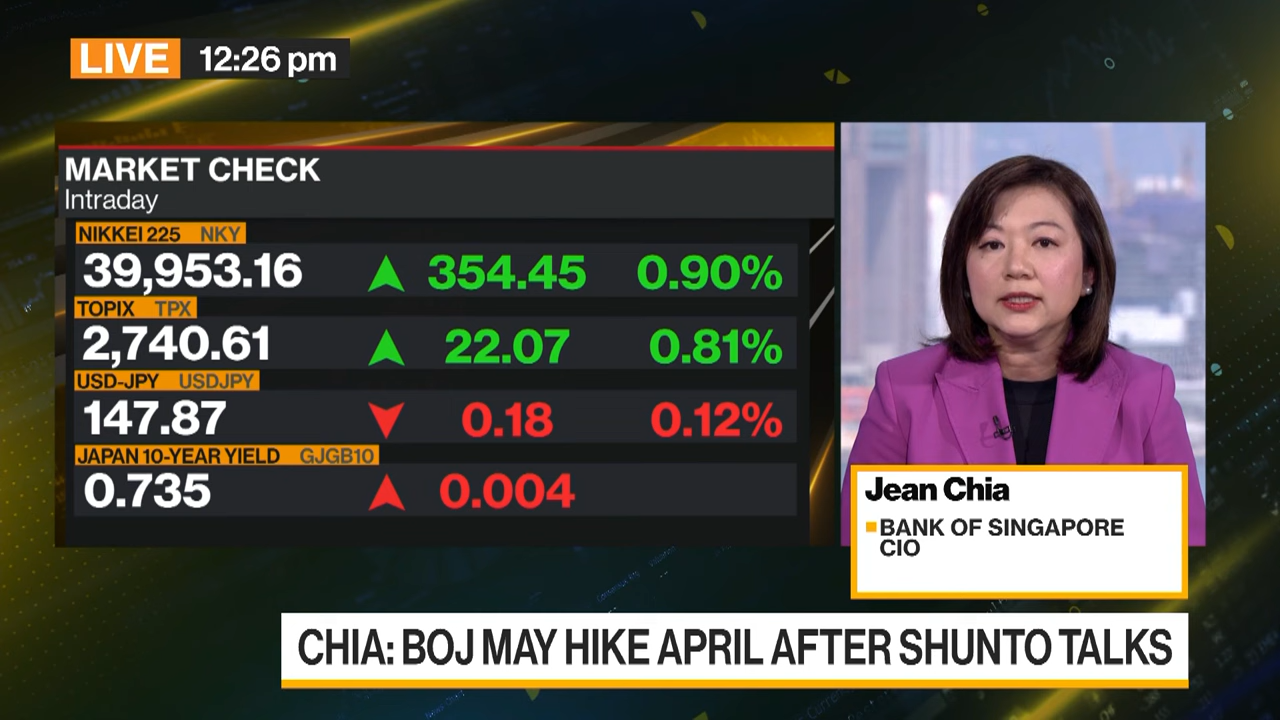 LIVE 12:26 pm
MARKET CHECK
Intraday
NIKKEI 225 NKY
39,953.16 ▲ 354.45 0.90%
TOPIX TPX
2,740.61 ▲ 22.07 0.81%
USD-JPY USDJPY
147.87 ▼ 0.18 0.12%
JAPAN 10-YEAR YIELD GJGB10
0.735 ▲ 0.004
Jean Chia
BANK OF SINGAPORE
CIO
CHIA: BOJ MAY HIKE APRIL AFTER SHUNTO TALKS